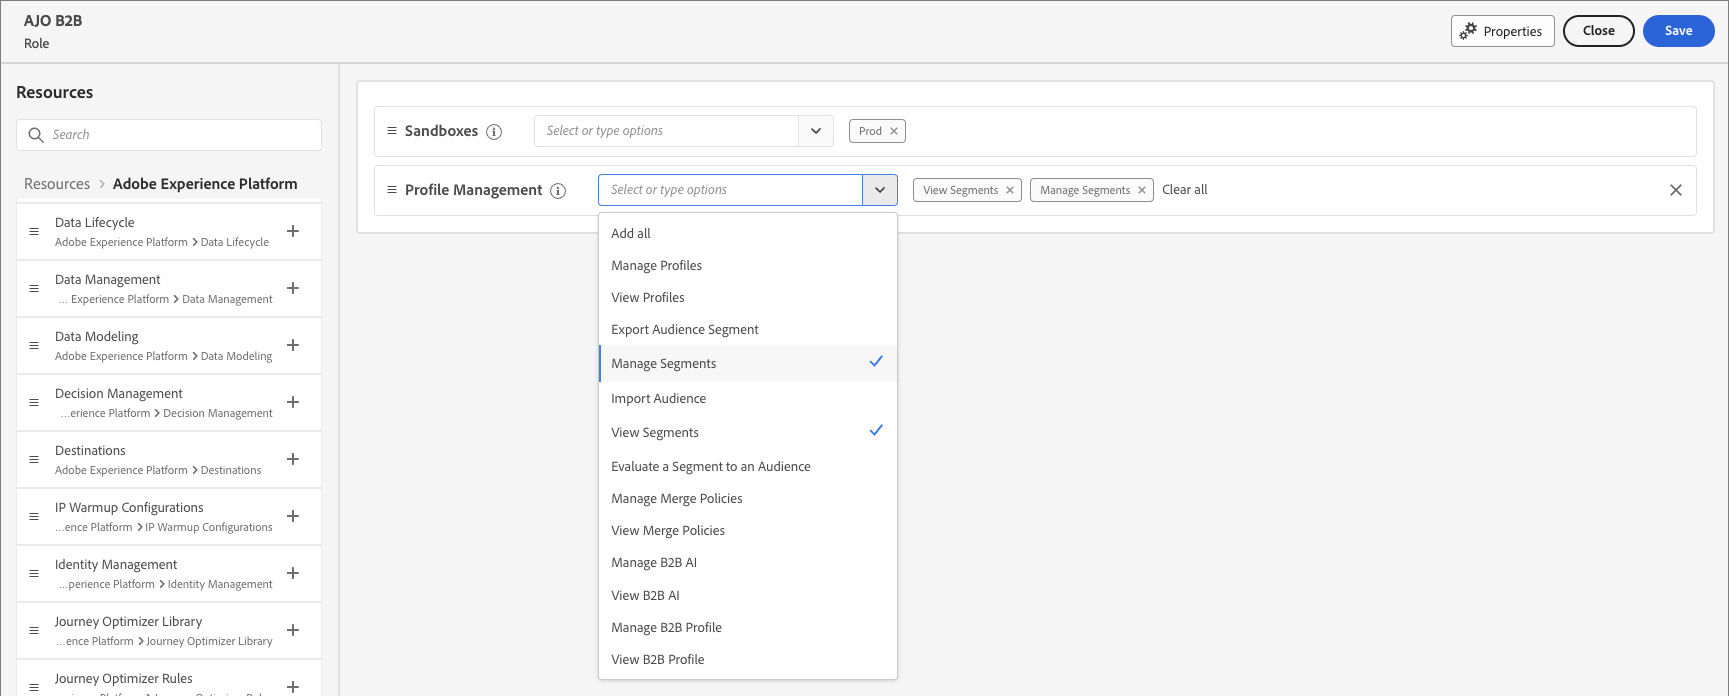 AJO B2B
Role
Properties
Close
Save
Resources
Search
Resources > Adobe Experience Platform
Data Lifecycle
Adobe Experience Platform > Data Lifecycle
Data Management
... Experience Platform > Data Management
Data Modeling
Adobe Experience Platform > Data Modeling
Decision Management
...erience Platform > Decision Management
Destinations
Adobe Experience Platform > Destinations
IP Warmup Configurations
...ence Platform > IP Warmup Configurations
Identity Management
...perience Platform > Identity Management
Journey Optimizer Library
...ence Platform > Journey Optimizer Library
Journey Optimizer Rules
Sandboxes
Select or type options
Prod
Profile Management
Select or type options
View Segments
Manage Segments
Clear all
Add all
Manage Profiles
View Profiles
Export Audience Segment
Manage Segments
Import Audience
View Segments
Evaluate a Segment to an Audience
Manage Merge Policies
View Merge Policies
Manage B2B AI
View B2B AI
Manage B2B Profile
View B2B Profile